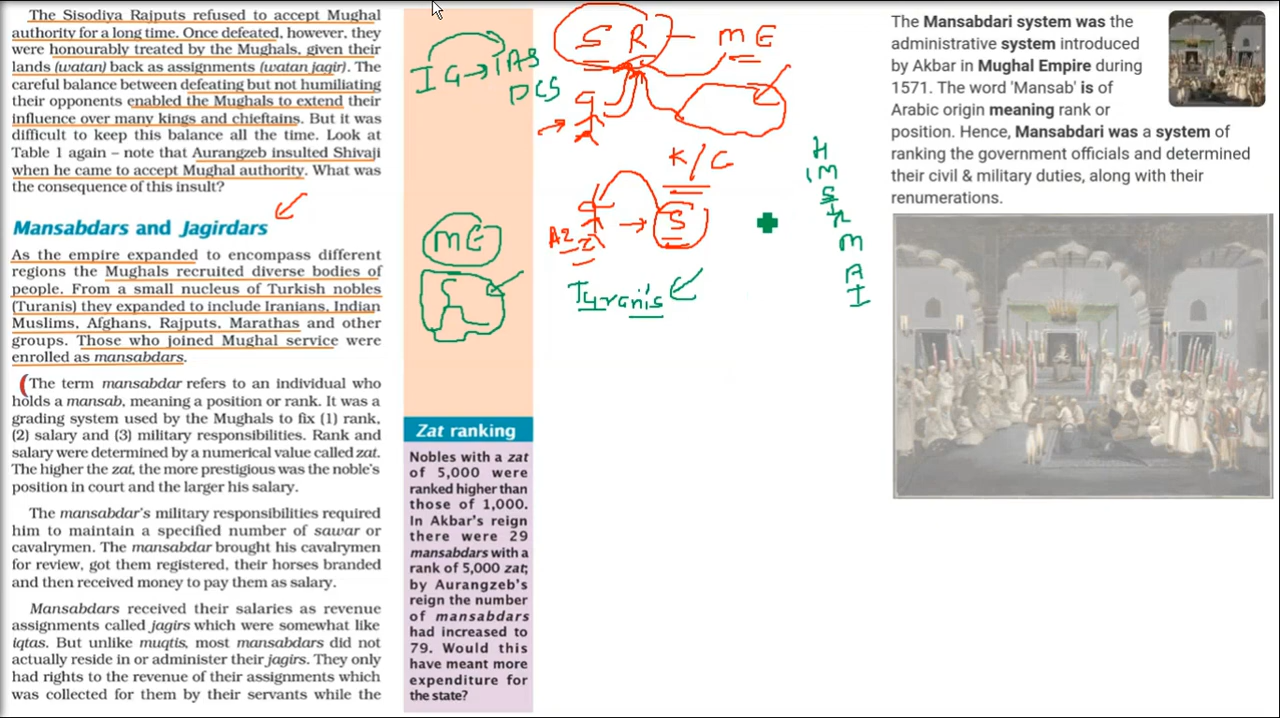 The Sisodiya Rajputs refused to accept Mughal
authority for a long time. Once defeated, however, they
were honourably treated by the Mughals, given their
lands (watan) back as assignments (watan jagir). The
careful balance between defeating but not humiliating
their opponents enabled the Mughals to extend their
influence over many kings and chieftains. But it was
difficult to keep this balance all the time. Look at
Table 1 again – note that Aurangzeb insulted Shivaji
when he came to accept Mughal authority. What was
the consequence of this insult?
Mansabdars and Jagirdars
As the empire expanded to encompass different
regions the Mughals recruited diverse bodies of
people. From a small nucleus of Turkish nobles
(Turanis) they expanded to include Iranians, Indian
Muslims, Afghans, Rajputs, Marathas and other
groups. Those who joined Mughal service were
enrolled as mansabdars.
The term mansabdar refers to an individual who
holds a mansab, meaning a position or rank. It was a
grading system used by the Mughals to fix (1) rank,
(2) salary and (3) military responsibilities. Rank and
salary were determined by a numerical value called zat.
The higher the zat, the more prestigious was the noble's
position in court and the larger his salary.
The mansabdar's military responsibilities required
him to maintain a specified number of sawar or
cavalrymen. The mansabdar brought his cavalrymen
for review, got them registered, their horses branded
and then received money to pay them as salary.
Mansabdars received their salaries as revenue
assignments called jagirs which were somewhat like
iqtas. But unlike muqtis, most mansabdars did not
actually reside in or administer their jagirs. They only
had rights to the revenue of their assignments which
was collected for them by their servants while the
IG → IAS
DCS
ME
Zat ranking
Nobles with a zat
of 5,000 were
ranked higher than
those of 1,000.
In Akbar's reign
there were 29
mansabdars with a
rank of 5,000 zat;
by Aurangzeb's
reign the number
of mansabdars
had increased to
79. Would this
have meant more
expenditure for
the state?
S R – ME
K/C
AZ → S
Turanis
H
M
S
M
A
I
The Mansabdari system was the
administrative system introduced
by Akbar in Mughal Empire during
1571. The word 'Mansab' is of
Arabic origin meaning rank or
position. Hence, Mansabdari was a system of
ranking the government officials and determined
their civil & military duties, along with their
renumerations.